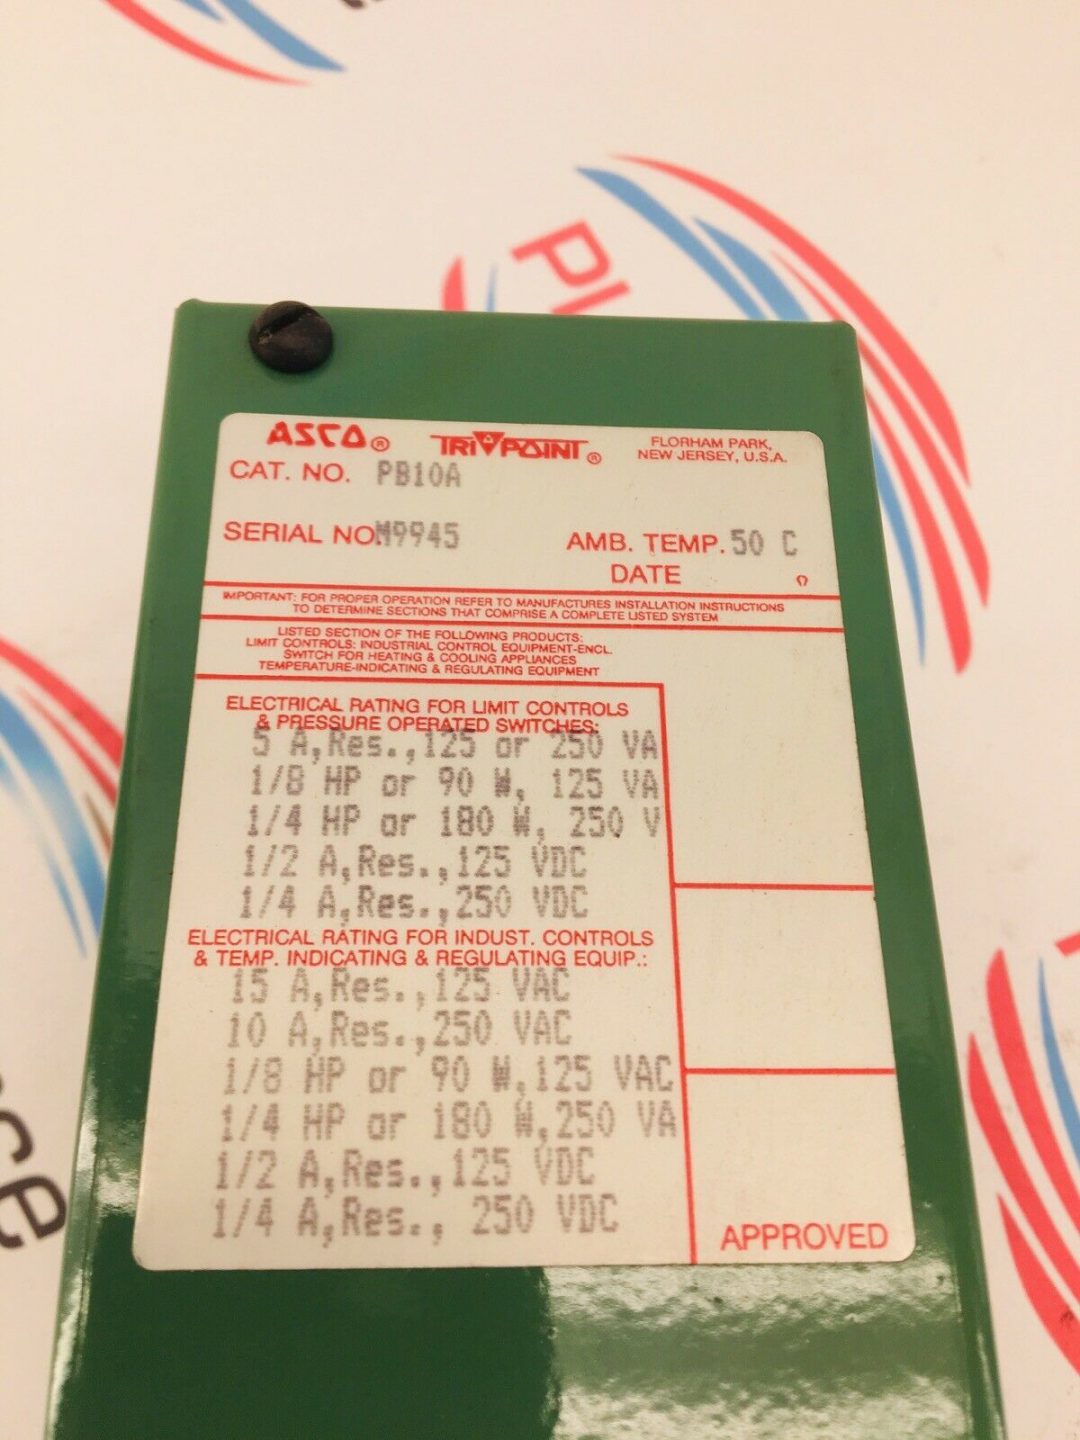 Pl
ASCO® TRI POINT® FLORHAM PARK,
NEW JERSEY, U.S.A.
CAT. NO. PB10A
SERIAL NO. M9945 AMB. TEMP. 50 C
DATE
IMPORTANT: FOR PROPER OPERATION REFER TO MANUFACTURES INSTALLATION INSTRUCTIONS
TO DETERMINE SECTIONS THAT COMPRISE A COMPLETE LISTED SYSTEM
LISTED SECTION OF THE FOLLOWING PRODUCTS:
LIMIT CONTROLS: INDUSTRIAL CONTROL EQUIPMENT-ENCL.
SWITCH FOR HEATING & COOLING APPLIANCES
TEMPERATURE-INDICATING & REGULATING EQUIPMENT
ELECTRICAL RATING FOR LIMIT CONTROLS
& PRESSURE OPERATED SWITCHES:
5 A,Res.,125 or 250 VA
1/8 HP or 90 W, 125 VA
1/4 HP or 180 W, 250 V
1/2 A,Res.,125 VDC
1/4 A,Res.,250 VDC
ELECTRICAL RATING FOR INDUST. CONTROLS
& TEMP. INDICATING & REGULATING EQUIP.:
15 A,Res.,125 VAC
10 A,Res.,250 VAC
1/8 HP or 90 W,125 VAC
1/4 HP or 180 W,250 VA
1/2 A,Res.,125 VDC
1/4 A,Res., 250 VDC
APPROVED
ce